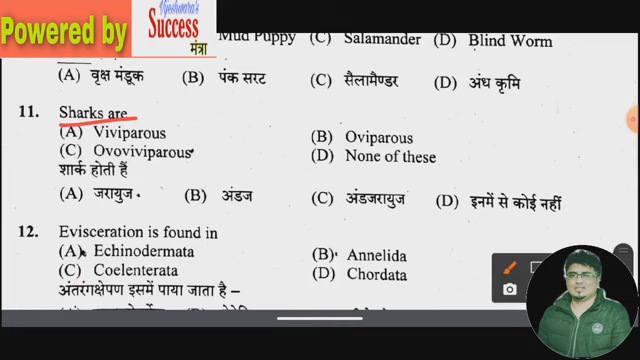 Powered by
Vijeshwara's
Success
मंत्रा
Mud Puppy (C) Salamander (D) Blind Worm
(A) वृक्ष मंडूक (B) पंक सरट (C) सैलामैण्डर (D) अंध कृमि
11. Sharks are
(A) Viviparous (B) Oviparous
(C) Ovoviviparous (D) None of these
शार्क होती हैं
(A) जरायुज (B) अंडज (C) अंडजरायुज (D) इनमें से कोई नहीं
12. Evisceration is found in
(A) Echinodermata (B) Annelida
(C) Coelenterata (D) Chordata
अंतरंगक्षेपण इसमें पाया जाता है –